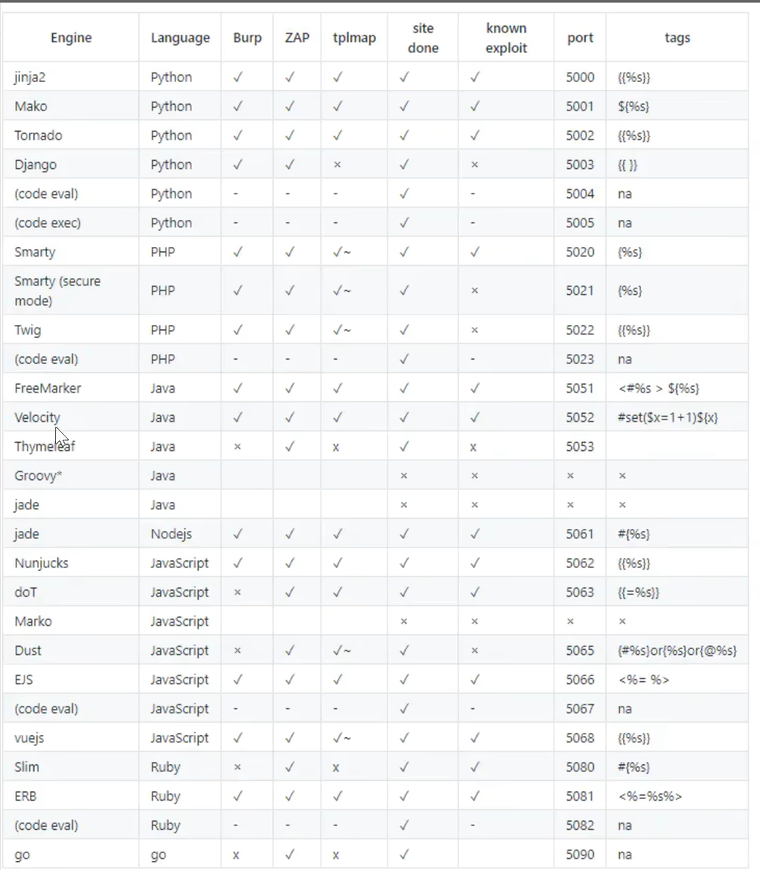 Engine Language Burp ZAP tplmap site done known exploit port tags
jinja2 Python ✓ ✓ ✓ ✓ ✓ 5000 {{%s}}
Mako Python ✓ ✓ ✓ ✓ ✓ 5001 ${%s}
Tornado Python ✓ ✓ ✓ ✓ ✓ 5002 {{%s}}
Django Python ✓ ✓ × ✓ × 5003 {{ }}
(code eval) Python - - - ✓ - 5004 na
(code exec) Python - - - ✓ - 5005 na
Smarty PHP ✓ ✓ ✓~ ✓ ✓ 5020 {%s}
Smarty (secure mode) PHP ✓ ✓ ✓~ ✓ × 5021 {%s}
Twig PHP ✓ ✓ ✓~ ✓ × 5022 {{%s}}
(code eval) PHP - - - ✓ - 5023 na
FreeMarker Java ✓ ✓ ✓ ✓ ✓ 5051 <#%s > ${%s}
Velocity Java ✓ ✓ ✓ ✓ ✓ 5052 #set($x=1+1)${x}
Thymeleaf Java × ✓ x ✓ x 5053
Groovy* Java × × × ×
jade Java × × × ×
jade Nodejs ✓ ✓ ✓ ✓ ✓ 5061 #{%s}
Nunjucks JavaScript ✓ ✓ ✓ ✓ ✓ 5062 {{%s}}
doT JavaScript × ✓ ✓ ✓ ✓ 5063 {{=%s}}
Marko JavaScript × × × ×
Dust JavaScript × ✓ ✓~ ✓ × 5065 {#%s}or{%s}or{@%s}
EJS JavaScript ✓ ✓ ✓ ✓ ✓ 5066 <%= %>
(code eval) JavaScript - - - ✓ - 5067 na
vuejs JavaScript ✓ ✓ ✓~ ✓ ✓ 5068 {{%s}}
Slim Ruby × ✓ x ✓ ✓ 5080 #{%s}
ERB Ruby ✓ ✓ ✓ ✓ ✓ 5081 <%=%s%>
(code eval) Ruby - - - ✓ - 5082 na
go go x ✓ x ✓ 5090 na